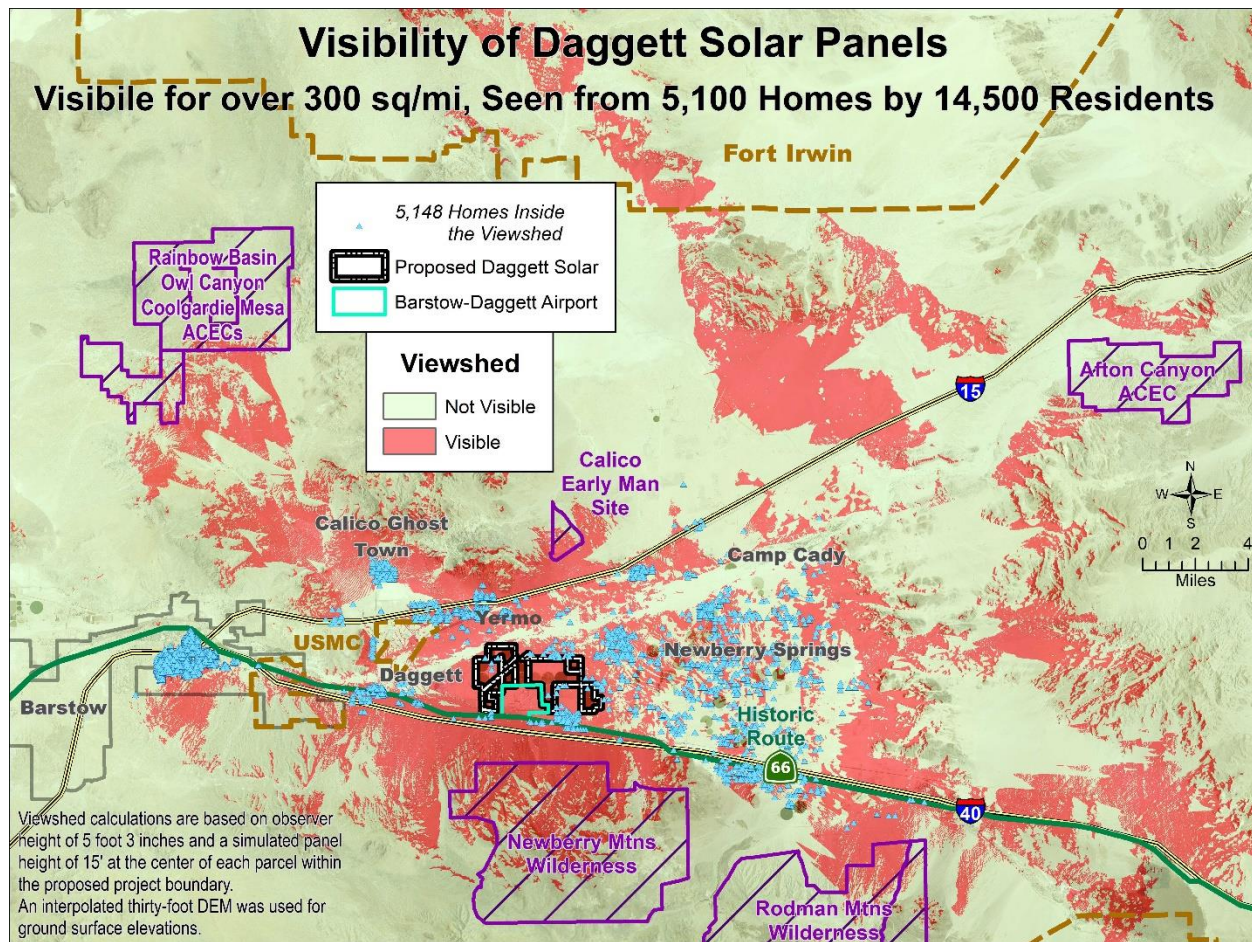 Visibility of Daggett Solar Panels
Visibile for over 300 sq/mi, Seen from 5,100 Homes by 14,500 Residents
Fort Irwin
5,148 Homes Inside
the Viewshed
Proposed Daggett Solar
Barstow-Daggett Airport
Rainbow Basin
Owl Canyon
Coolgardie Mesa
ACECs
Viewshed
Not Visible
Visible
15
Afton Canyon
ACEC
Calico
Early Man
Site
N
W E
S
0 2 4
Miles
Calico Ghost
Town
Camp Cady
Yermo
USMC
Newberry Springs
Daggett
Barstow
Historic
Route
66
40
Newberry Mtns
Wilderness
Rodman Mtns
Wilderness
Viewshed calculations are based on observer
height of 5 foot 3 inches and a simulated panel
height of 15' at the center of each parcel within
the proposed project boundary.
An interpolated thirty-foot DEM was used for
ground surface elevations.